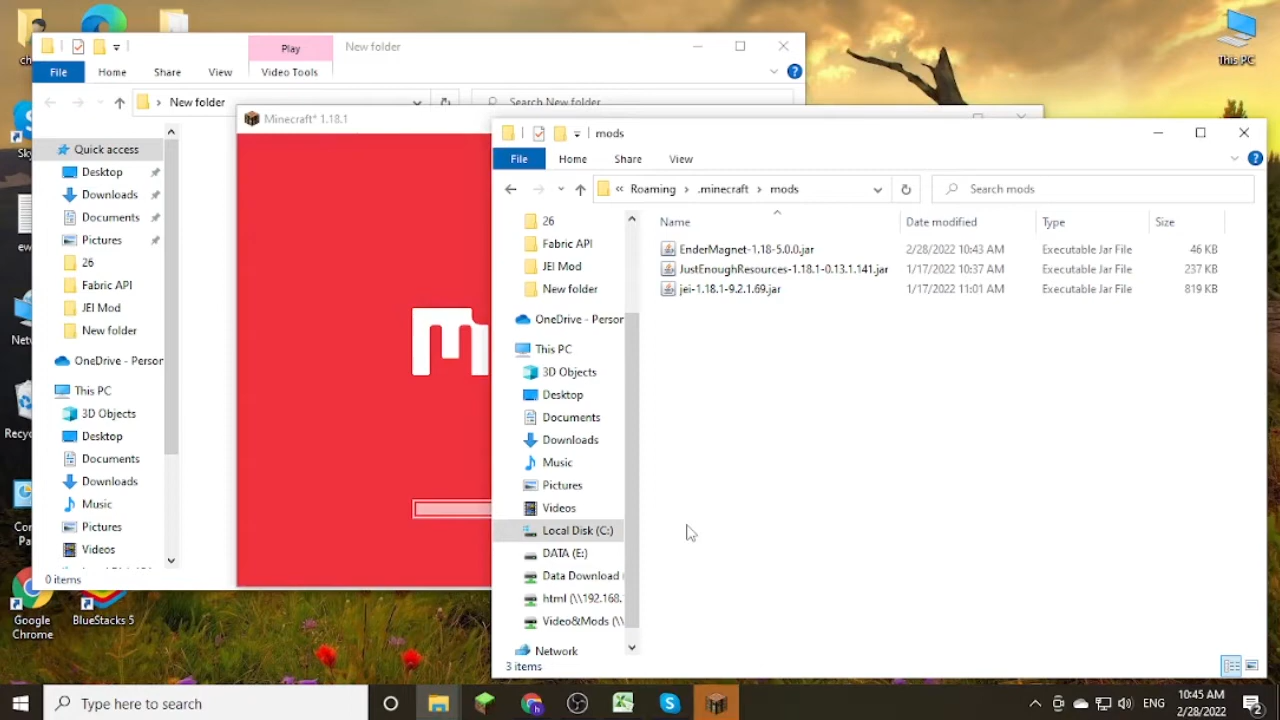 This PC
Play
New folder
File
Home
Share
View
Video Tools
New folder
Search New folder
Quick access
Desktop
Downloads
Documents
Pictures
26
Fabric API
JEI Mod
New folder
OneDrive - Person
This PC
3D Objects
Desktop
Documents
Downloads
Music
Pictures
Videos
0 items
Minecraft* 1.18.1
mods
File
Home
Share
View
Roaming
.minecraft
mods
Search mods
26
Fabric API
JEI Mod
New folder
OneDrive - Person
This PC
3D Objects
Desktop
Documents
Downloads
Music
Pictures
Videos
Local Disk (C:)
DATA (E:)
Data Download (
html (\\192.168.
Video&Mods (\\
Network
3 items
Name Date modified Type Size
EnderMagnet-1.18-5.0.0.jar 2/28/2022 10:43 AM Executable Jar File 46 KB
JustEnoughResources-1.18.1-0.13.1.141.jar 1/17/2022 10:37 AM Executable Jar File 237 KB
jei-1.18.1-9.2.1.69.jar 1/17/2022 11:01 AM Executable Jar File 819 KB
Google
Chrome
BlueStacks 5
Type here to search
ENG
10:45 AM
2/28/2022
2